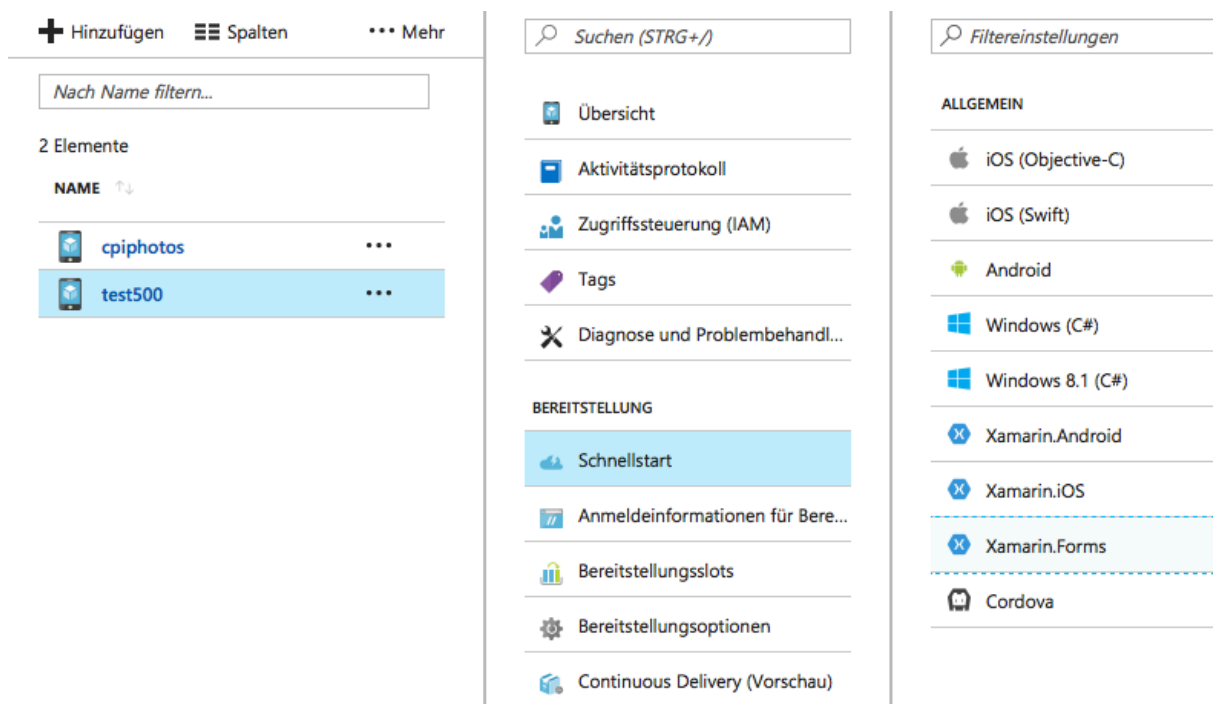 Hinzufügen Spalten ••• Mehr
Nach Name filtern...
2 Elemente
NAME ↑↓
cpiphotos •••
test500 •••
Suchen (STRG+/)
Übersicht
Aktivitätsprotokoll
Zugriffssteuerung (IAM)
Tags
Diagnose und Problembehandl...
BEREITSTELLUNG
Schnellstart
Anmeldeinformationen für Bere...
Bereitstellungsslots
Bereitstellungsoptionen
Continuous Delivery (Vorschau)
Filtereinstellungen
ALLGEMEIN
iOS (Objective-C)
iOS (Swift)
Android
Windows (C#)
Windows 8.1 (C#)
Xamarin.Android
Xamarin.iOS
Xamarin.Forms
Cordova